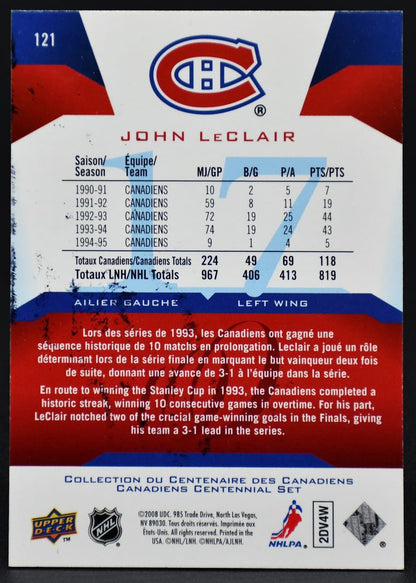 121
CH
®
JOHN LECLAIR
17
Saison/ Équipe/
Season Team MJ/GP B/G P/A PTS/PTS
1990-91 CANADIENS 10 2 5 7
1991-92 CANADIENS 59 8 11 19
1992-93 CANADIENS 72 19 25 44
1993-94 CANADIENS 74 19 24 43
1994-95 CANADIENS 9 1 4 5
Totaux Canadiens/Canadiens Totals 224 49 69 118
Totaux LNH/NHL Totals 967 406 413 819
AILIER GAUCHE LEFT WING
Lors des séries de 1993, les Canadiens ont gagné une
séquence historique de 10 matchs en prolongation. Leclair a joué un rôle
déterminant lors de la série finale en marquant le but vainqueur deux fois
de suite, donnant une avance de 3-1 à l'équipe dans la série.
En route to winning the Stanley Cup in 1993, the Canadiens completed a
historic streak, winning 10 consecutive games in overtime. For his part,
LeClair notched two of the crucial game-winning goals in the Finals, giving
his team a 3-1 lead in the series.
COLLECTION DU CENTENAIRE DES CANADIENS
CANADIENS CENTENNIAL SET
UPPER DECK
NHL
©2008 UDC. 985 Trade Drive, North Las Vegas,
NV 89030. Tous droits réservés. Imprimée aux
États-Unis. All rights reserved. Printed in the
USA. ©NHL/LNH. ©NHLPA/AJLNH.
NHLPA.
2DV4W